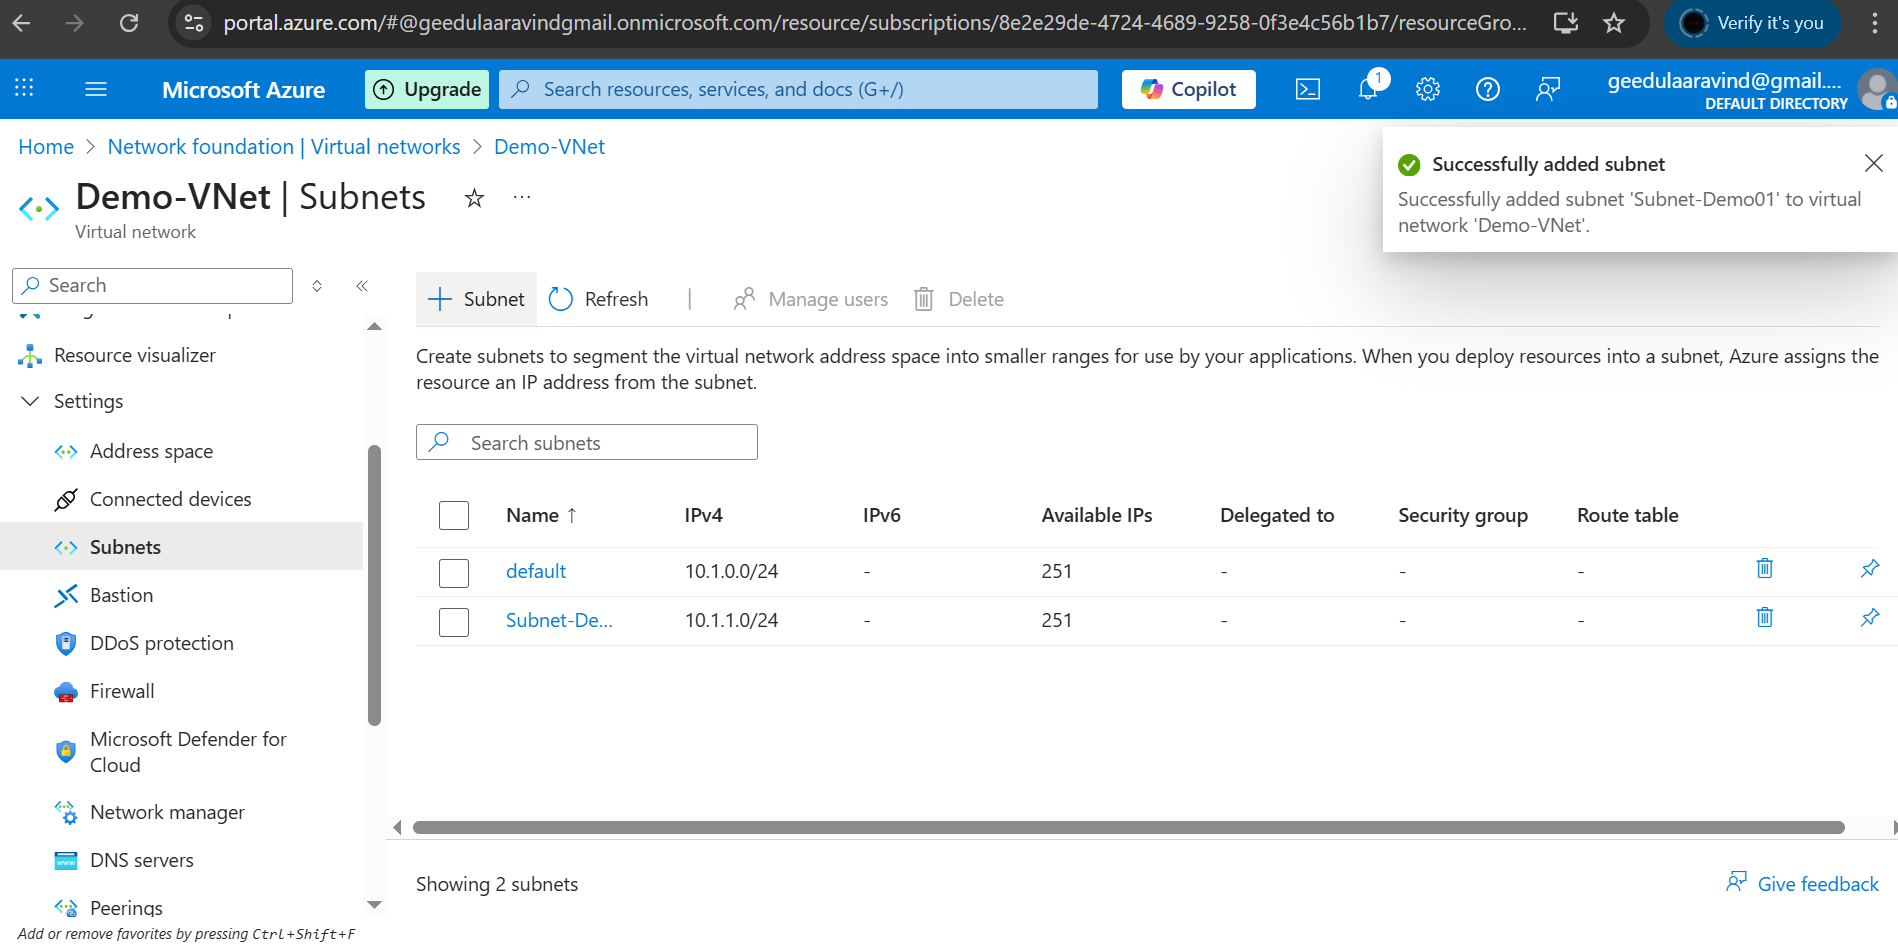 portal.azure.com/#@geedulaaravindgmail.onmicrosoft.com/resource/subscriptions/8e2e29de-4724-4689-9258-0f3e4c56b1b7/resourceGro...
Verify it's you
Microsoft Azure
Upgrade
Search resources, services, and docs (G+/)
Copilot
1
geedulaaravind@gmail....
DEFAULT DIRECTORY
Home > Network foundation | Virtual networks > Demo-VNet
Successfully added subnet
Successfully added subnet 'Subnet-Demo01' to virtual
network 'Demo-VNet'.
Demo-VNet | Subnets
Virtual network
Search
Subnet
Refresh
Manage users
Delete
Resource visualizer
Settings
Address space
Connected devices
Subnets
Bastion
DDoS protection
Firewall
Microsoft Defender for
Cloud
Network manager
DNS servers
Peerings
Add or remove favorites by pressing Ctrl+Shift+F
Create subnets to segment the virtual network address space into smaller ranges for use by your applications. When you deploy resources into a subnet, Azure assigns the
resource an IP address from the subnet.
Search subnets
Name ↑ IPv4 IPv6 Available IPs Delegated to Security group Route table
default 10.1.0.0/24 - 251 - - -
Subnet-De... 10.1.1.0/24 - 251 - - -
Showing 2 subnets
Give feedback